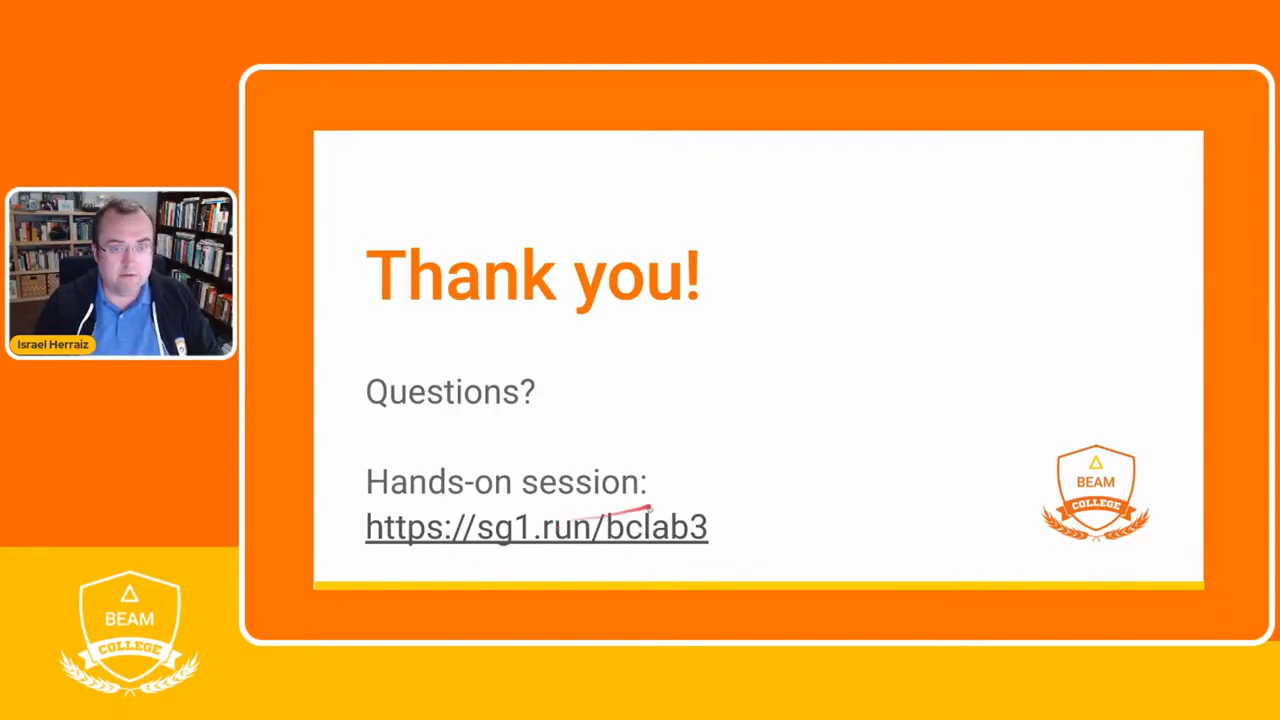 Israel Herraiz
Thank you!
Questions?
Hands-on session:
https://sg1.run/bclab3
BEAM
COLLEGE
BEAM
COLLEGE